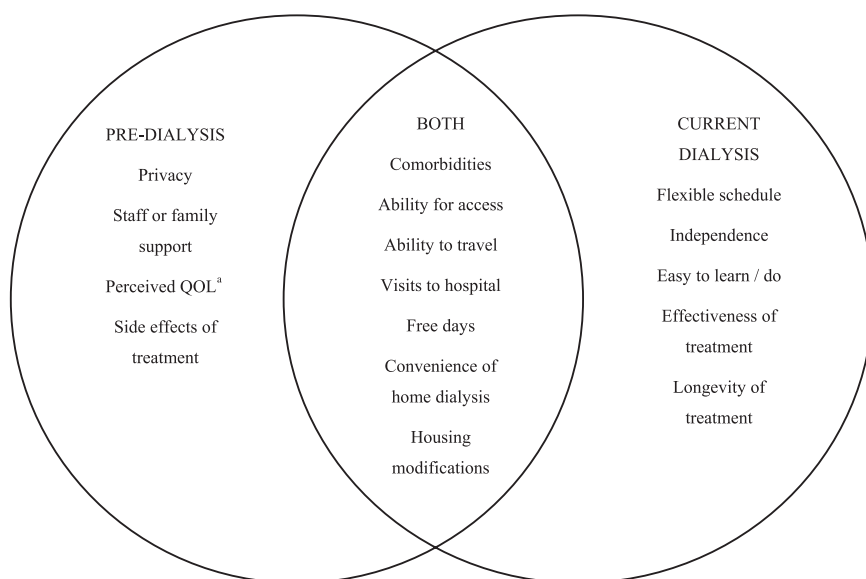 PRE-DIALYSIS
Privacy
Staff or family
support
Perceived QOLᵃ
Side effects of
treatment
BOTH
Comorbidities
Ability for access
Ability to travel
Visits to hospital
Free days
Convenience of
home dialysis
Housing
modifications
CURRENT
DIALYSIS
Flexible schedule
Independence
Easy to learn / do
Effectiveness of
treatment
Longevity of
treatment